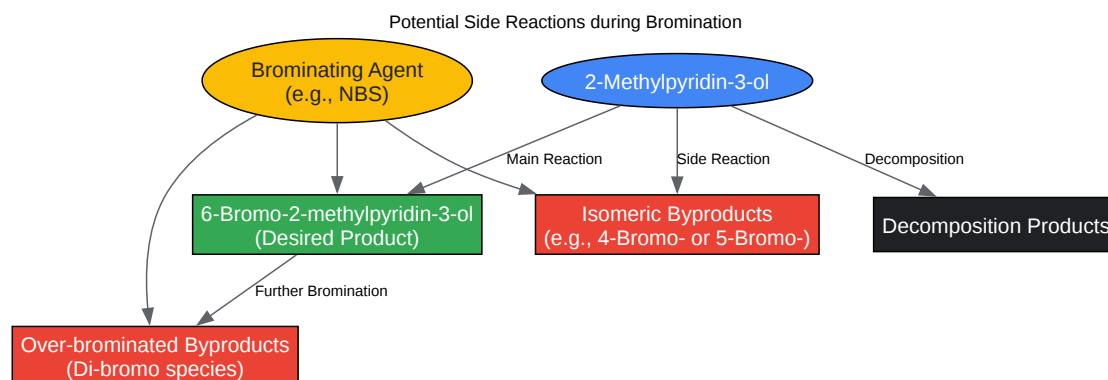 Potential Side Reactions during Bromination
Brominating Agent
(e.g., NBS)
2-Methylpyridin-3-ol
Main Reaction
Side Reaction
Decomposition
6-Bromo-2-methylpyridin-3-ol
(Desired Product)
Isomeric Byproducts
(e.g., 4-Bromo- or 5-Bromo-)
Decomposition Products
Further Bromination
Over-brominated Byproducts
(Di-bromo species)